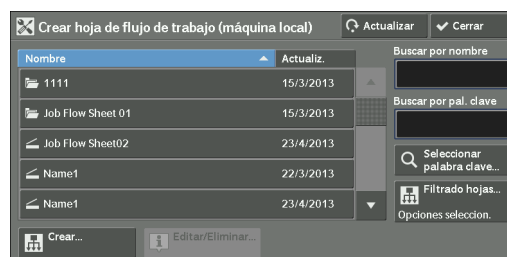 Crear hoja de flujo de trabajo (máquina local)
Actualizar
Cerrar
Nombre
Actualiz.
1111
15/3/2013
Job Flow Sheet 01
15/3/2013
Job Flow Sheet02
23/4/2013
Name1
22/3/2013
Name1
23/4/2013
Buscar por nombre
Buscar por pal. clave
Seleccionar
palabra clave...
Filtrado hojas...
Opciones seleccion.
Crear...
Editar/Eliminar...